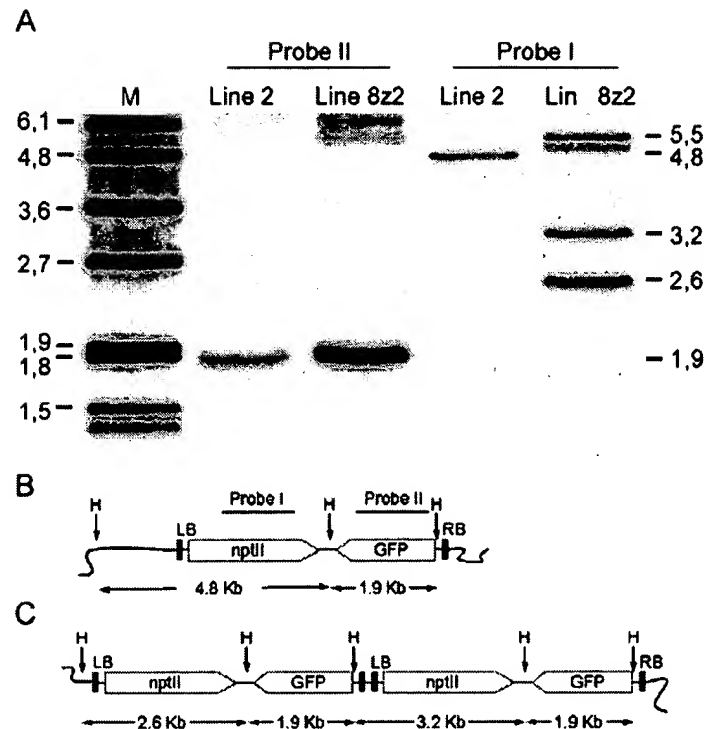 A
Probe II Probe I
M Line 2 Line 8z2 Line 2 Lin 8z2
6,1
4,8
3,6
2,7
1,9
1,8
1,5
5,5
4,8
3,2
2,6
1,9
B
Probe I Probe II
H H H
LB nptII GFP RB
4.8 Kb 1.9 Kb
C
H H H H H
LB nptII GFP LB nptII GFP RB
2.6 Kb 1.9 Kb 3.2 Kb 1.9 Kb